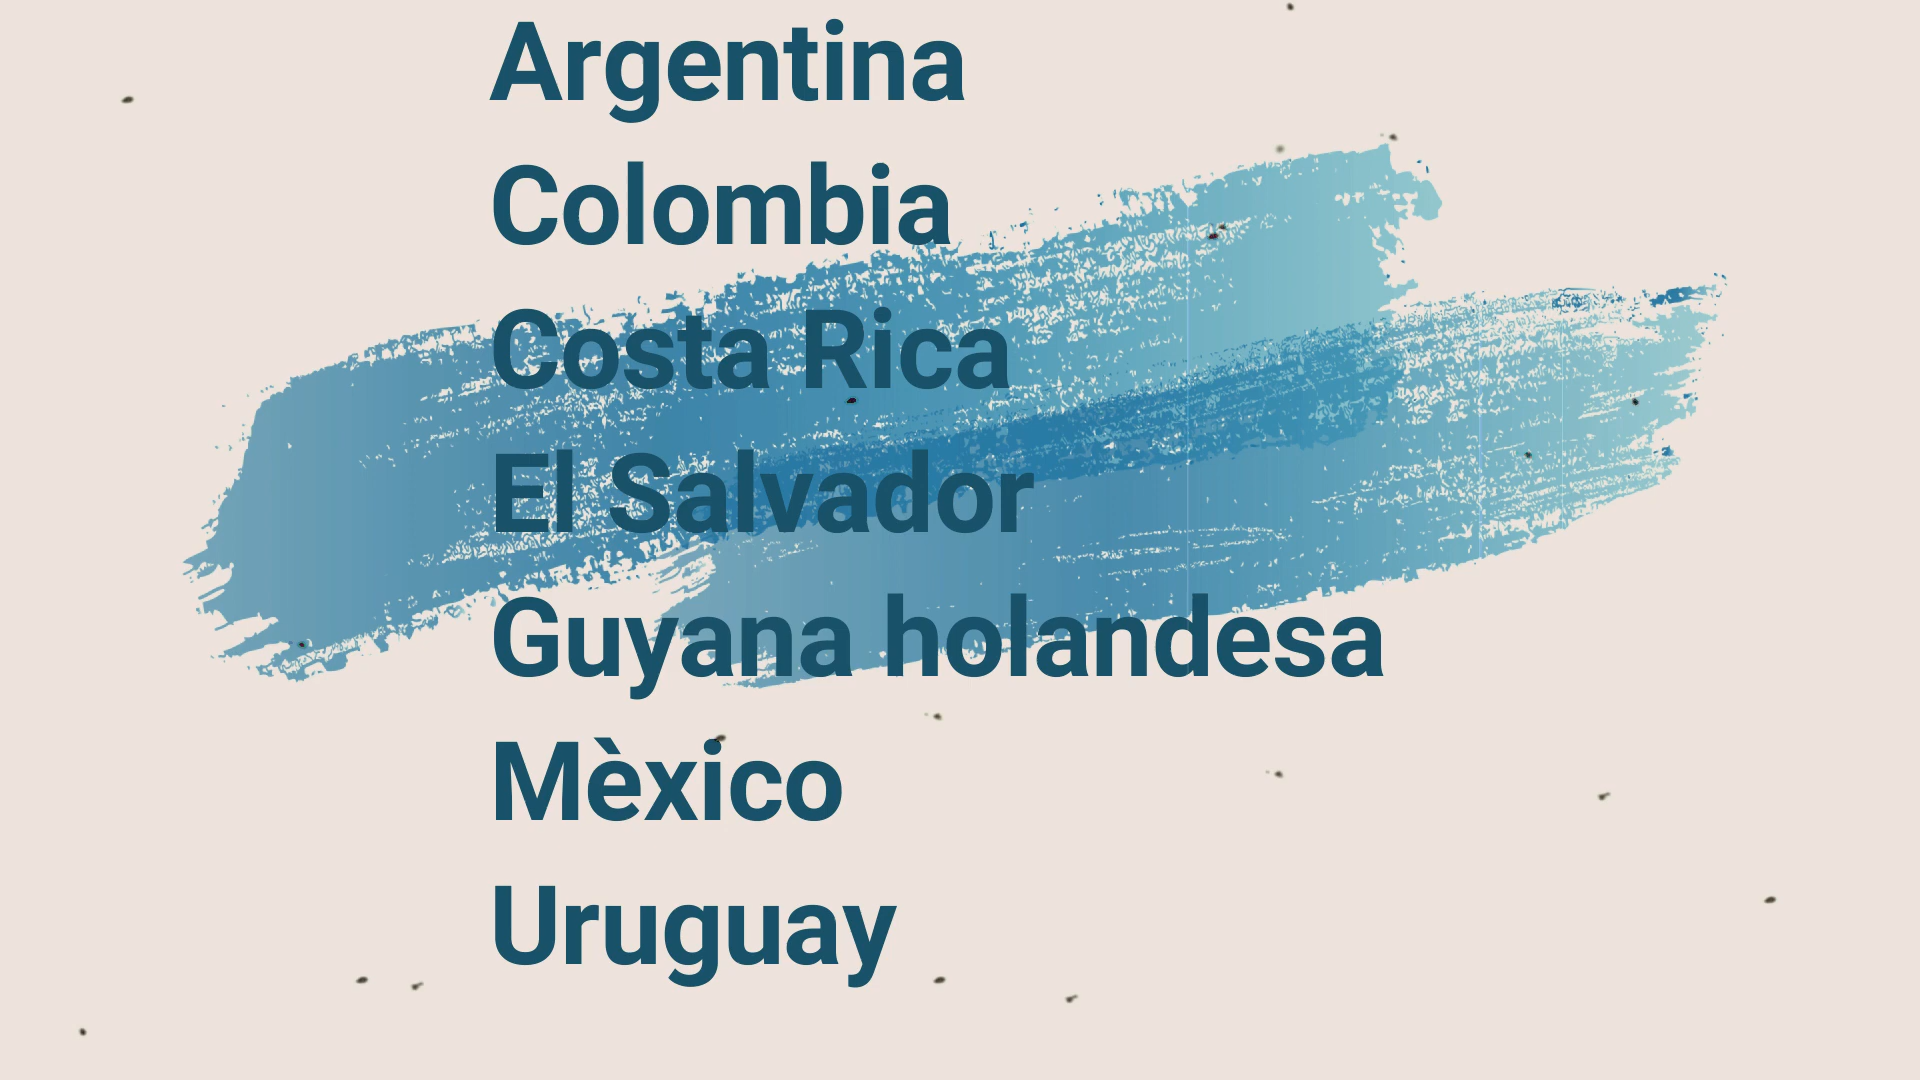 Argentina
Colombia
Costa Rica
El Salvador
Guyana holandesa
Mèxico
Uruguay